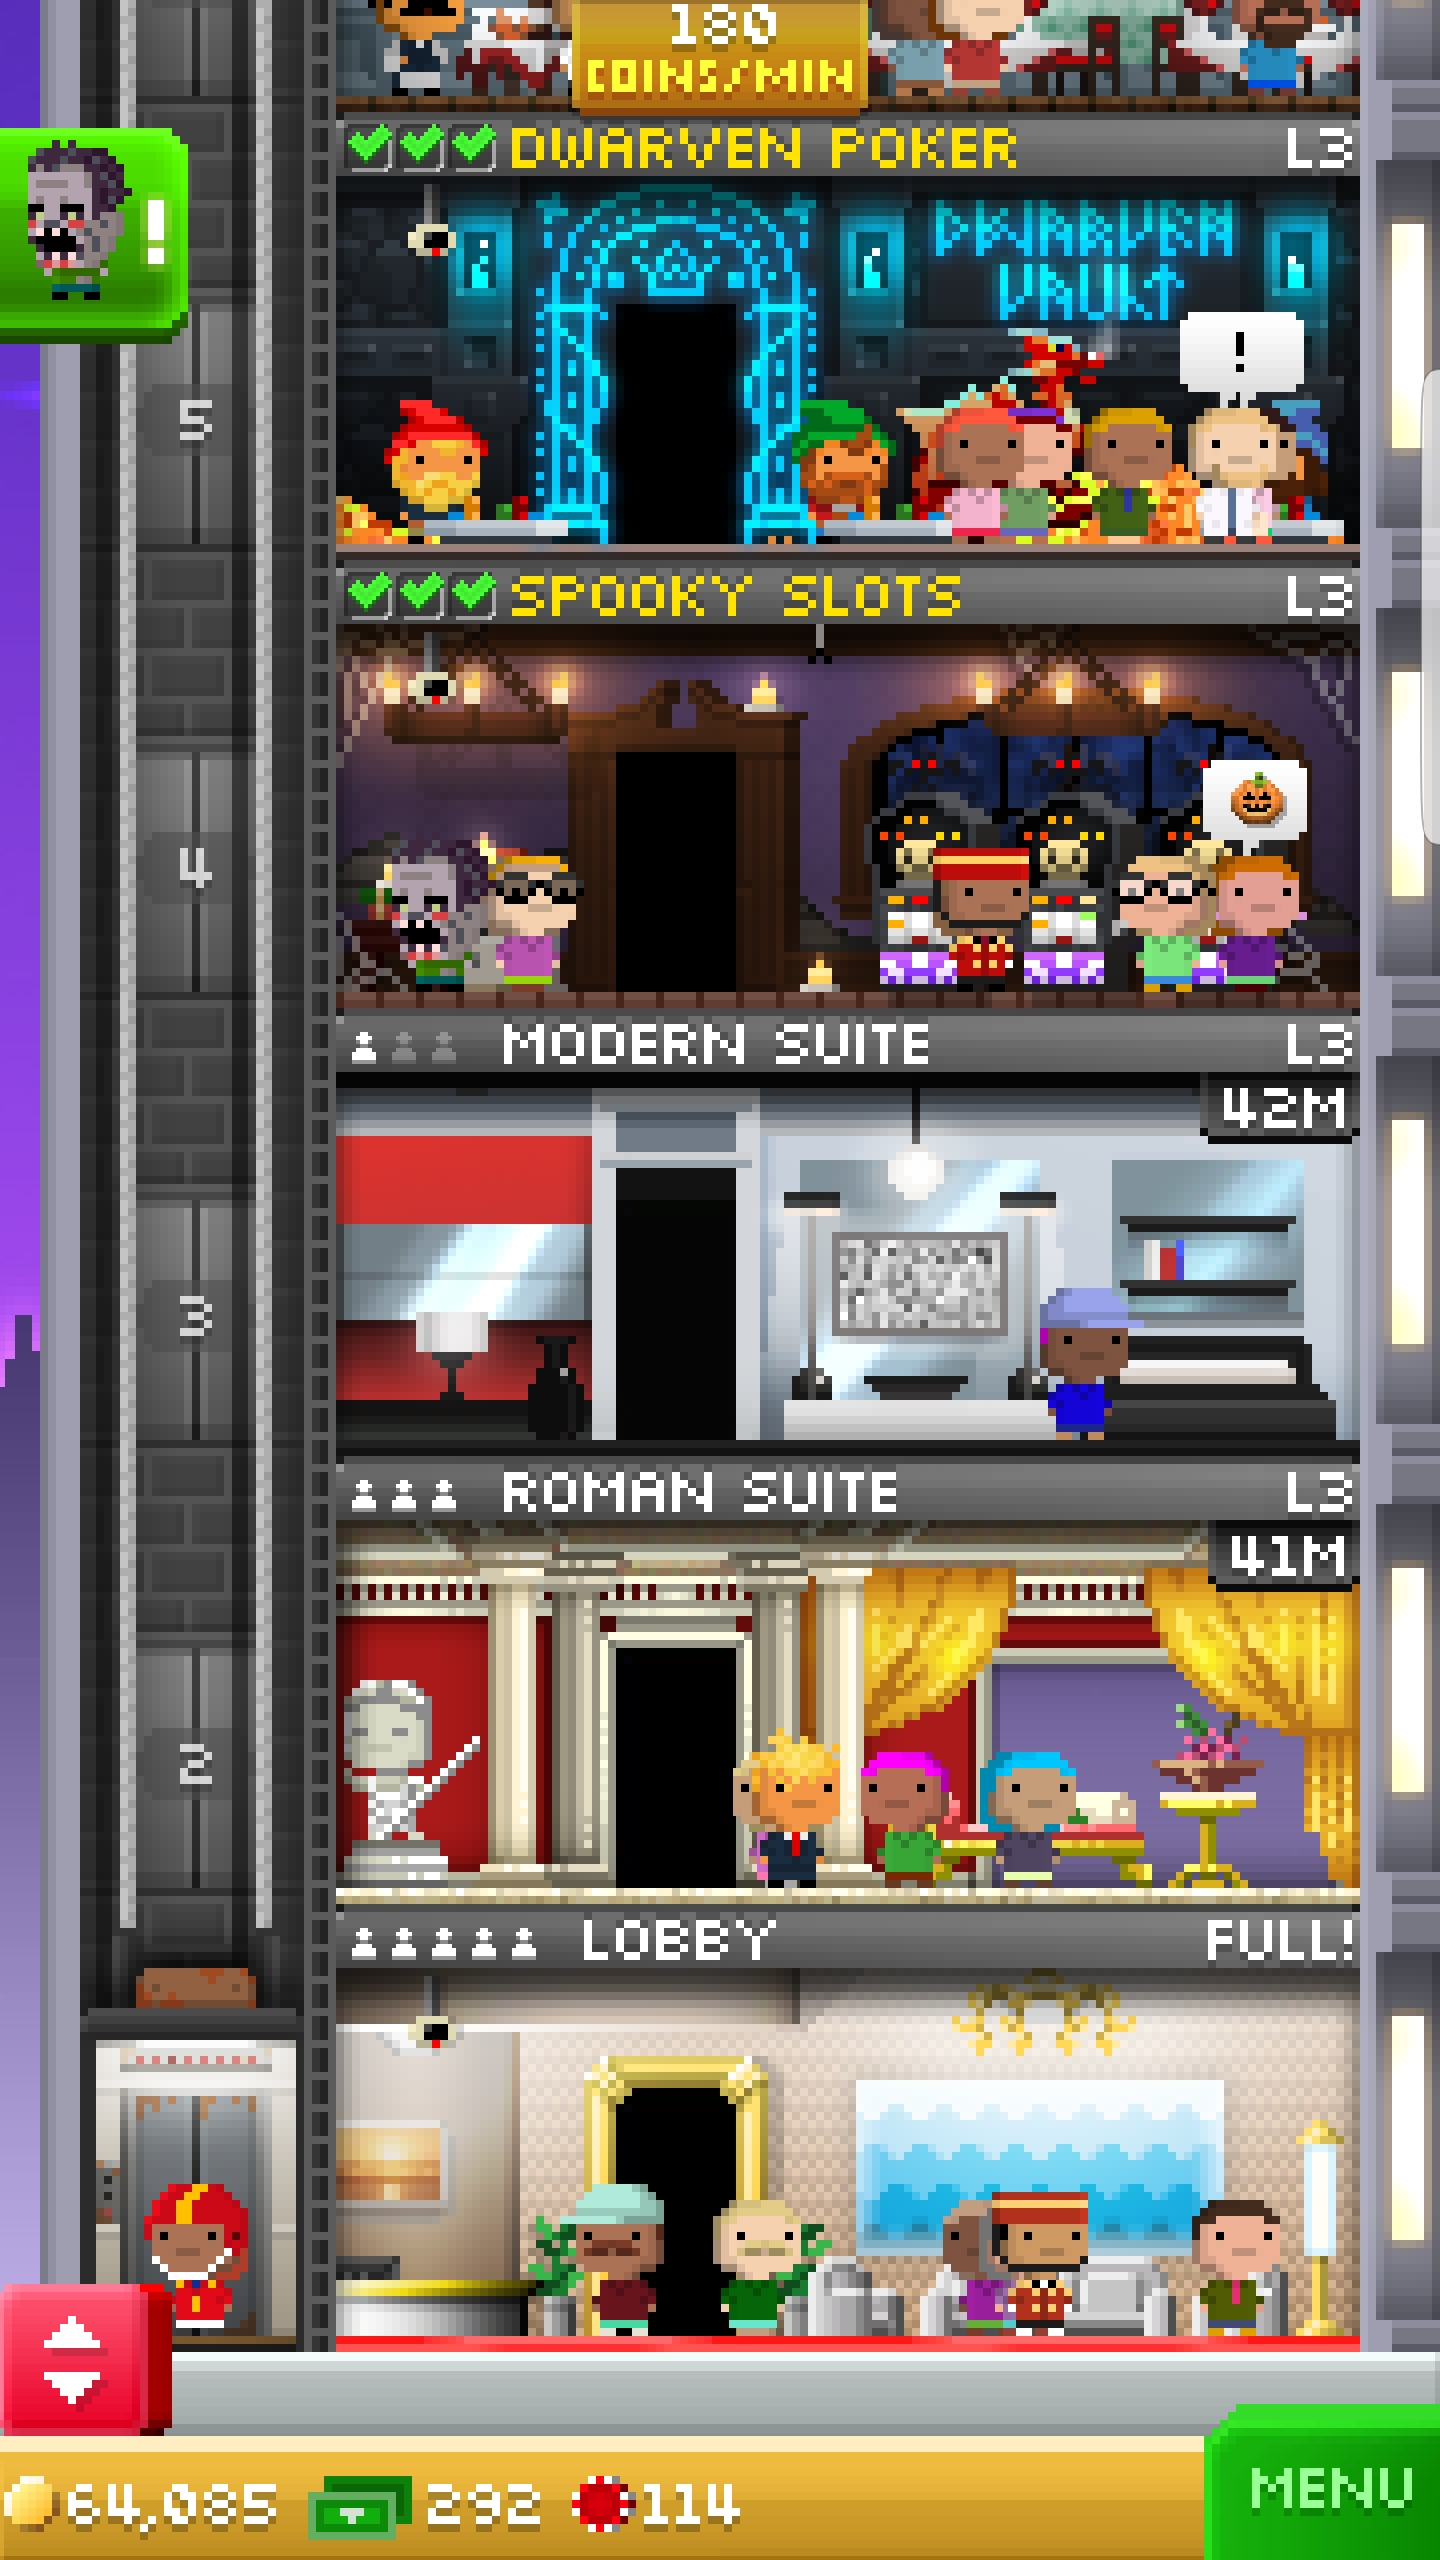 180
COINS/MIN
DWARVEN POKER L3
!
DWARVEN
VAULT
!
5
SPOOKY SLOTS L3
4
MODERN SUITE L3
42M
3
ROMAN SUITE L3
41M
2
LOBBY FULL!
64,085 292 114
MENU